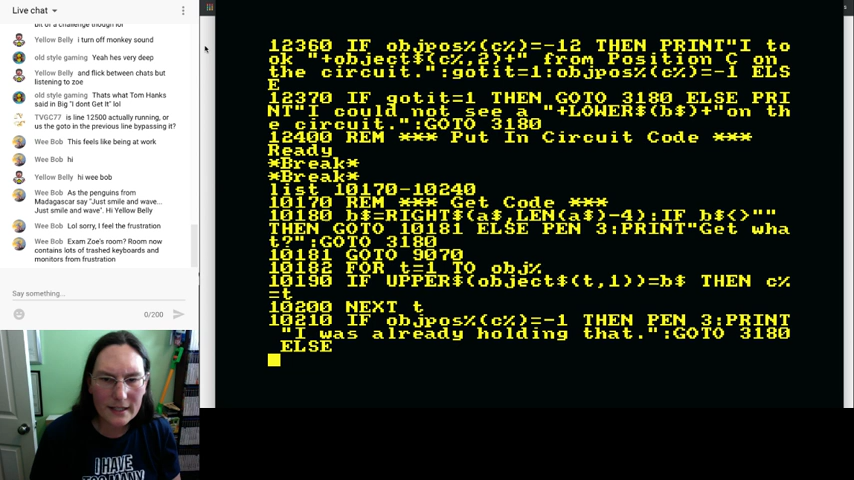 Live chat
bit of a challenge though lol
Yellow Belly i turn off monkey sound
old style gaming Yeah hes very deep
Yellow Belly and flick between chats but
listening to zoe
old style gaming Thats what Tom Hanks
said in Big "I dont Get It" lol
TVGC77 is line 12500 actually running, or
us the goto in the previous line bypassing it?
Wee Bob This feels like being at work
Wee Bob hi
Yellow Belly hi wee bob
Wee Bob As the penguins from
Madagascar say "Just smile and wave...
Just smile and wave". Hi Yellow Belly
Wee Bob Lol sorry, I feel the frustration
Wee Bob Exam Zoe's room? Room now
contains lots of trashed keyboards and
monitors from frustration
Say something...
0/200
I HAVE
TOO MANY
12360 IF objpos%(c%)=-12 THEN PRINT"I to
ok "+object$(c%,2)+" from Position C on
the circuit.":gotit=1:objpos%(c%)=-1 ELS
E
12370 IF gotit=1 THEN GOTO 3180 ELSE PRI
NT"I could not see a "+LOWER$(b$)+"on th
e circuit.":GOTO 3180
12400 REM *** Put In Circuit Code ***
Ready
*Break*
*Break*
list 10170-10240
10170 REM *** Get Code ***
10180 b$=RIGHT$(a$,LEN(a$)-4):IF b$<>""
THEN GOTO 10181 ELSE PEN 3:PRINT"Get wha
t?":GOTO 3180
10181 GOTO 9070
10182 FOR t=1 TO obj%
10190 IF UPPER$(object$(t,1))=b$ THEN c%
=t
10200 NEXT t
10210 IF objpos%(c%)=-1 THEN PEN 3:PRINT
"I was already holding that.":GOTO 3180
ELSE